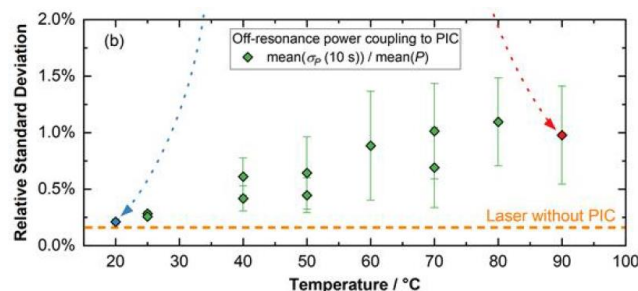 (b)
Off-resonance power coupling to PIC
mean(σP (10 s)) / mean(P)
2.0%
1.5%
1.0%
0.5%
0.0%
Relative Standard Deviation
Laser without PIC
20 30 40 50 60 70 80 90 100
Temperature / °C